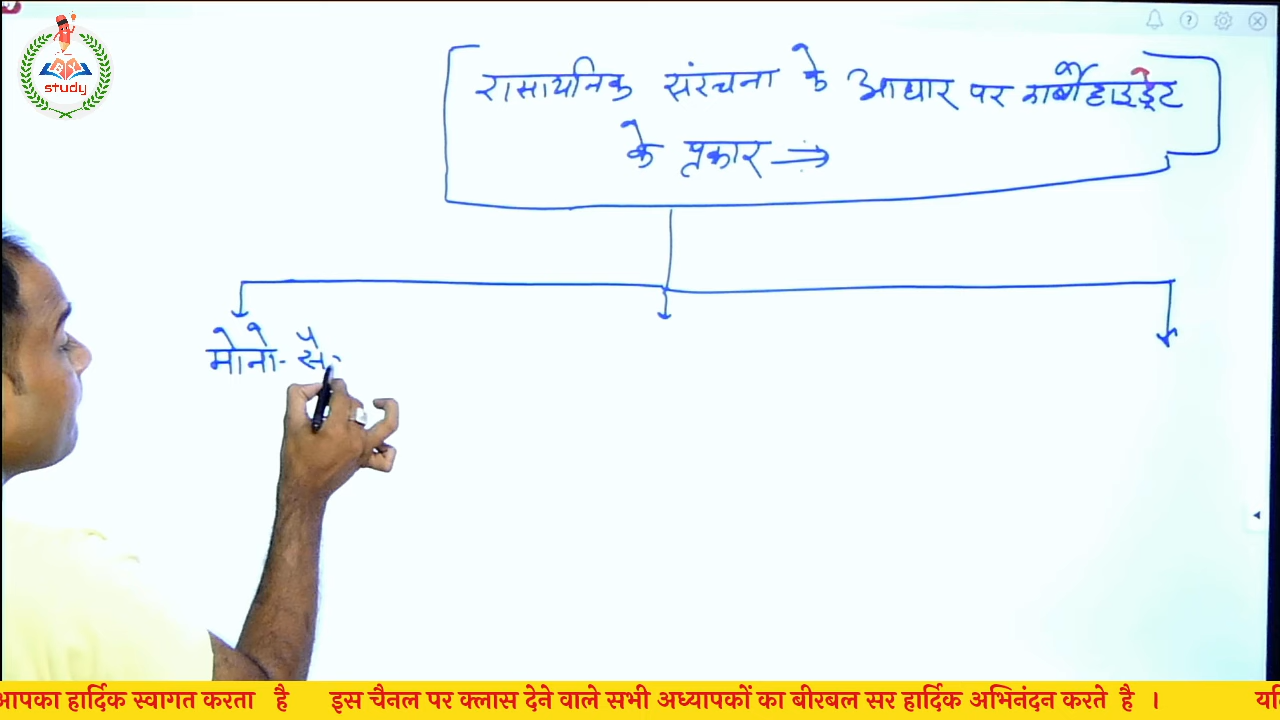 study
रासायनिक संरचना के आधार पर कार्बोहाइड्रेट
के प्रकार ⇒
मोनो- सै-
आपका हार्दिक स्वागत करता है इस चैनल पर क्लास देने वाले सभी अध्यापकों का बीरबल सर हार्दिक अभिनंदन करते है ।